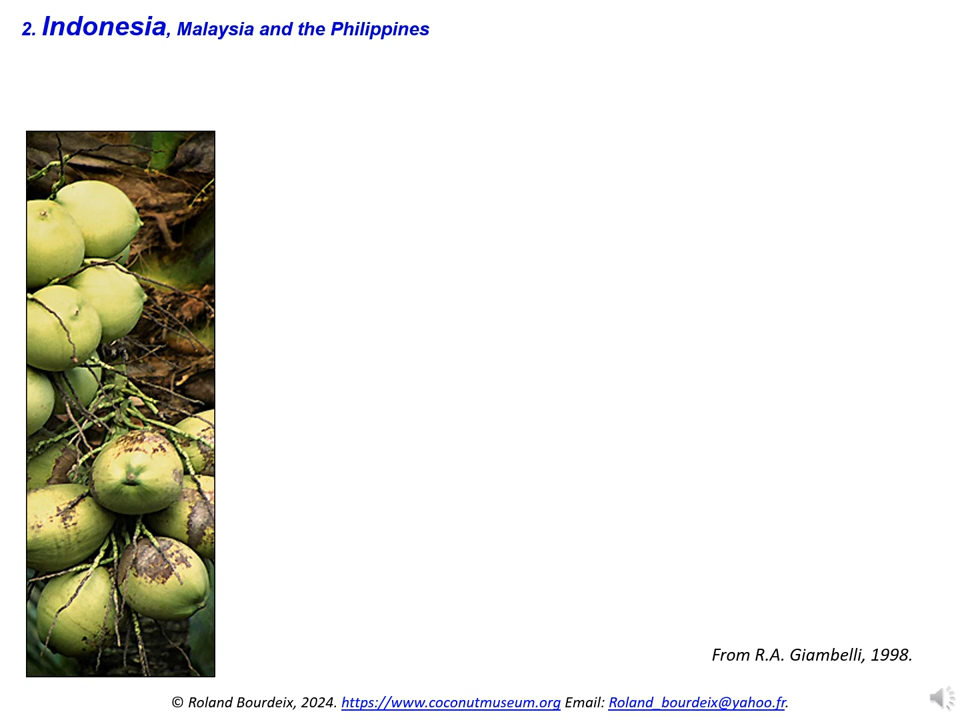 2. Indonesia, Malaysia and the Philippines
From R.A. Giambelli, 1998.
© Roland Bourdeix, 2024. https://www.coconutmuseum.org Email: Roland_bourdeix@yahoo.fr.